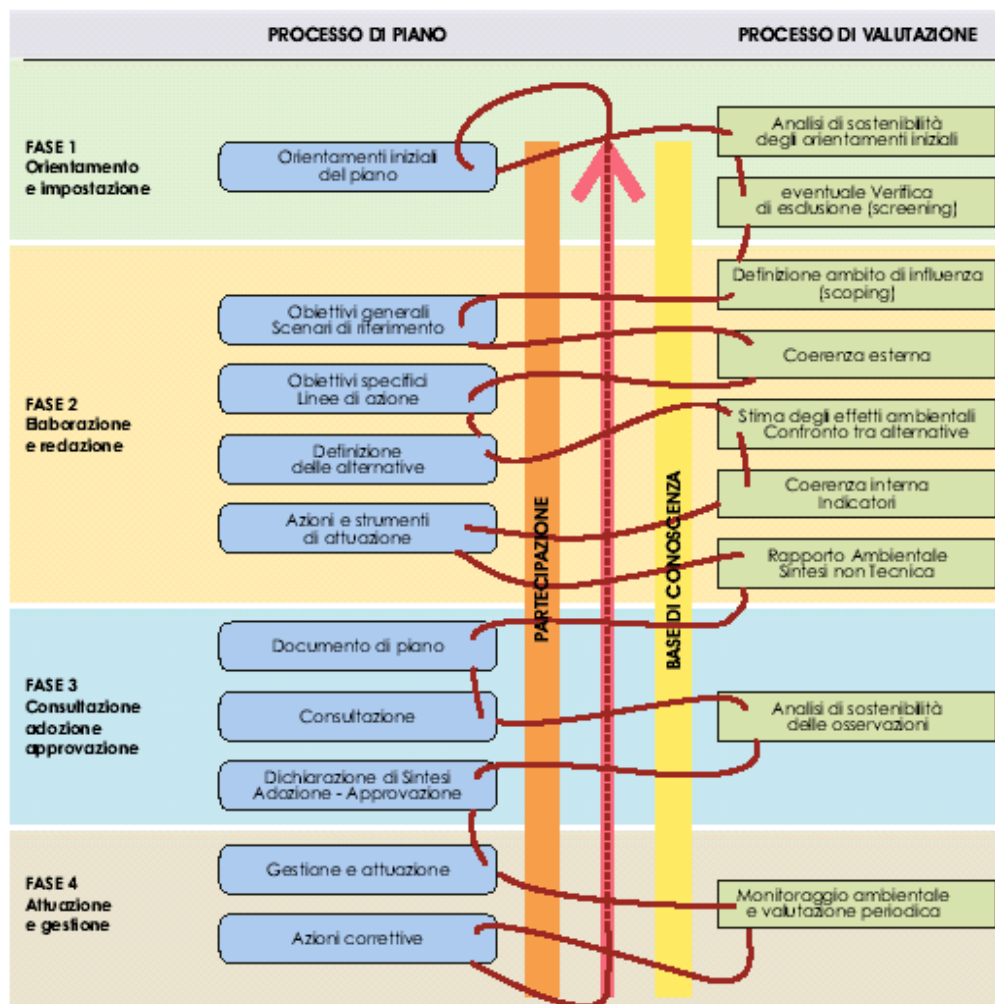 PROCESSO DI PIANO
PROCESSO DI VALUTAZIONE
FASE 1
Orientamento
e impostazione
Orientamenti iniziali
del piano
Analisi di sostenibilità
degli orientamenti iniziali
eventuale Verifica
di esclusione (screening)
FASE 2
Elaborazione
e redazione
Definizione ambito di influenza
(scoping)
Obiettivi generali
Scenari di riferimento
Coerenza esterna
Obiettivi specifici
Linee di azione
Stima degli effetti ambientali
Confronto tra alternative
Definizione
delle alternative
Coerenza interna
Indicatori
Azioni e strumenti
di attuazione
Rapporto Ambientale
Sintesi non Tecnica
PARTECIPAZIONE
BASE DI CONOSCENZA
FASE 3
Consultazione
adozione
approvazione
Documento di piano
Consultazione
Analisi di sostenibilità
delle osservazioni
Dichiarazione di Sintesi
Adozione - Approvazione
FASE 4
Attuazione
e gestione
Gestione e attuazione
Monitoraggio ambientale
e valutazione periodica
Azioni correttive